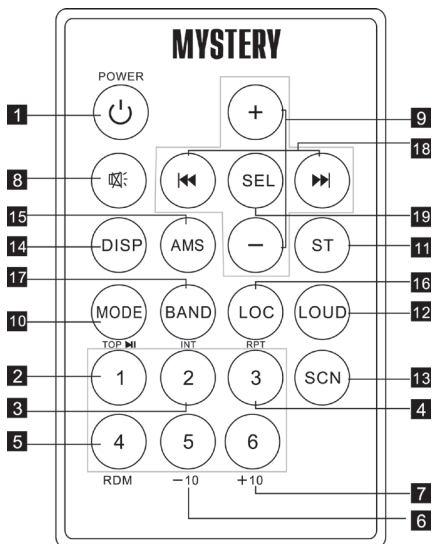 MYSTERY
POWER
1
+
9
18
8
SEL
15
19
14
DISP
AMS
−
ST
11
17
16
10
MODE
BAND
LOC
LOUD
12
TOP
INT
RPT
2
1
2
3
SCN
13
3
4
5
4
5
6
RDM
−10
+10
7
6